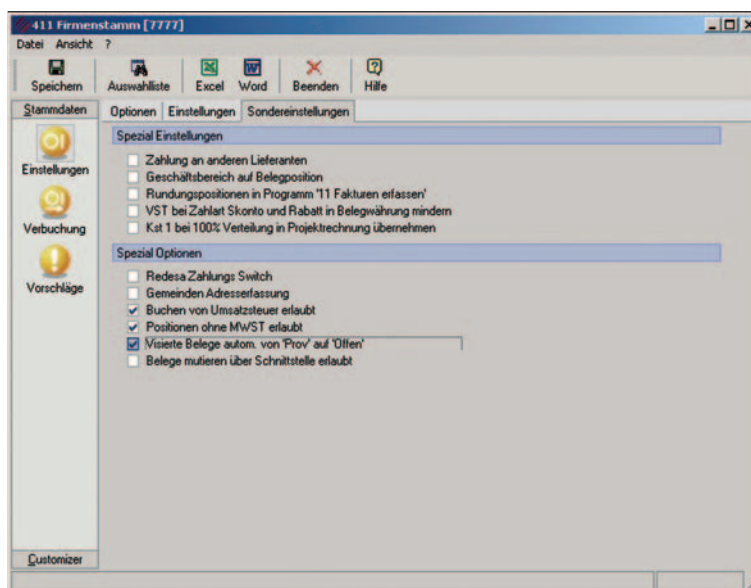 411 Firmenstamm [7777]
Datei Ansicht ?
Speichern Auswahlliste Excel Word Beenden Hilfe
Stammdaten
Optionen Einstellungen Sondereinstellungen
Spezial Einstellungen
Zahlung an anderen Lieferanten
Geschäftsbereich auf Belegposition
Rundungspositionen in Programm '11 Fakturen erfassen'
VST bei Zahlart Skonto und Rabatt in Belegwährung mindern
Kst 1 bei 100% Verteilung in Projektrechnung übernehmen
Einstellungen
Verbuchung
Vorschläge
Spezial Optionen
Redesa Zahlungs Switch
Gemeinden Adresserfassung
Buchen von Umsatzsteuer erlaubt
Positionen ohne MWST erlaubt
Visierte Belege autom. von 'Prov' auf 'Offen'
Belege mutieren über Schnittstelle erlaubt
Customizer